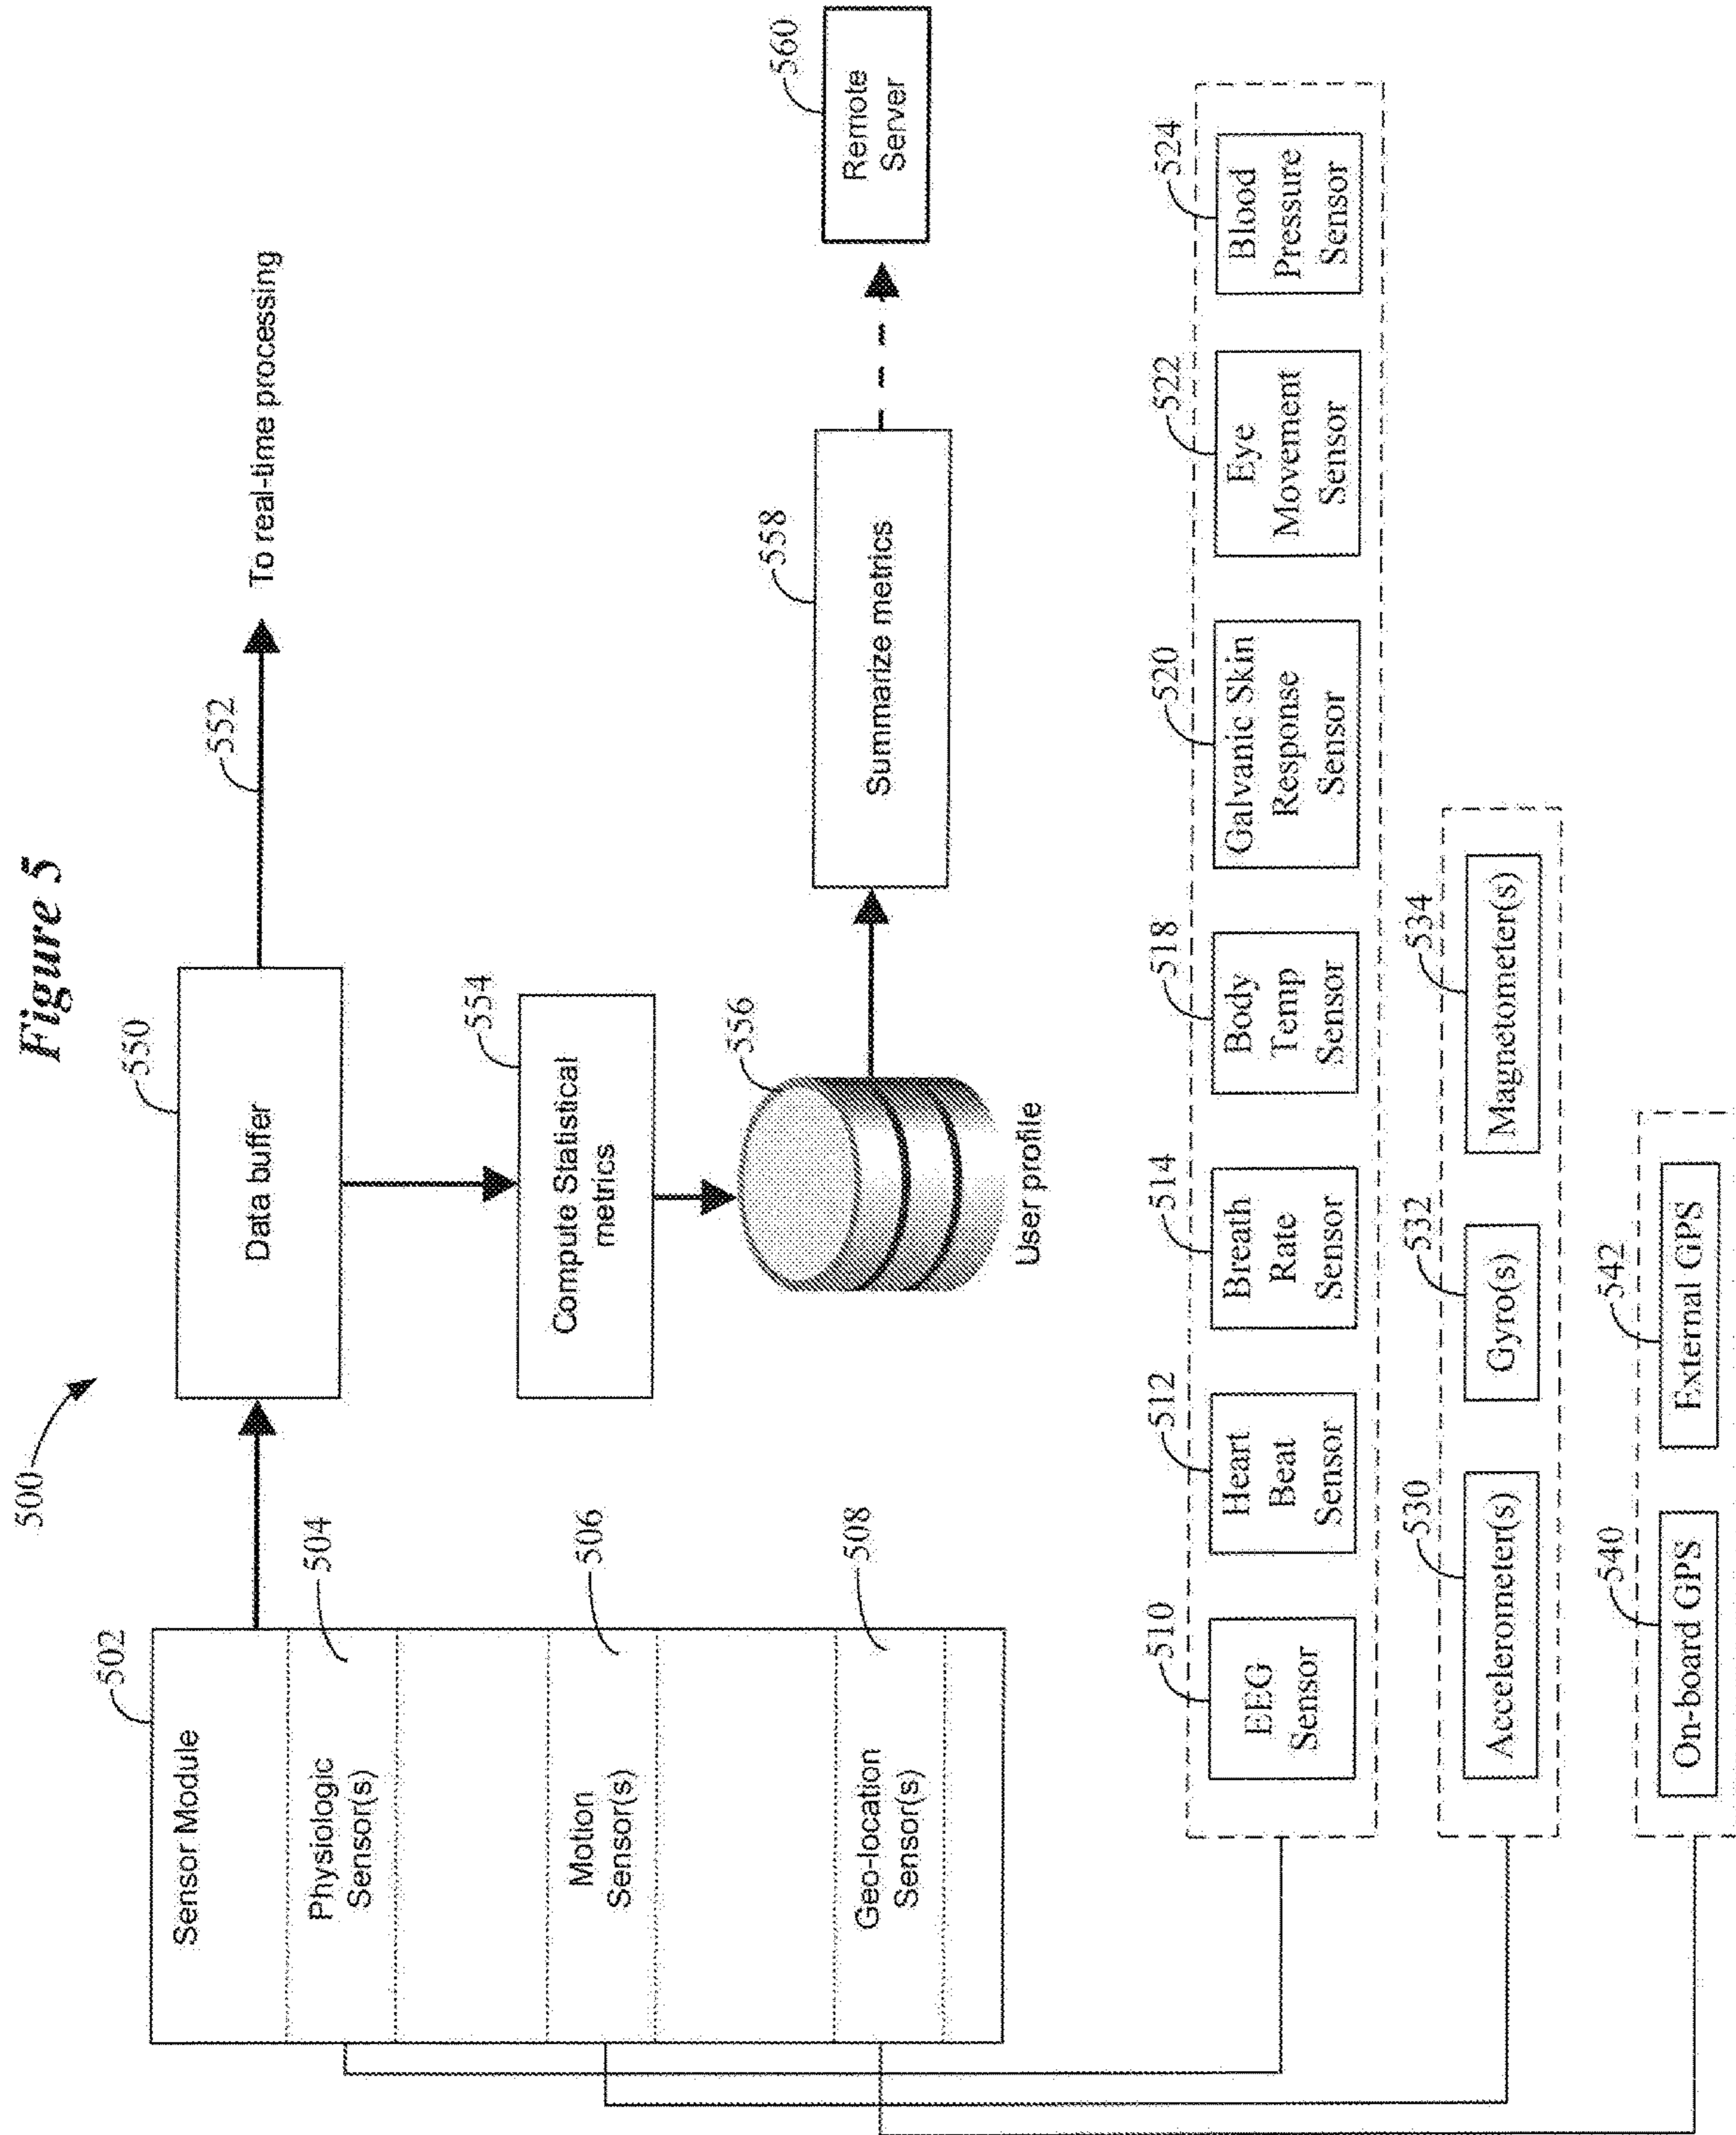 Figure 5
500
502
Sensor Module
Physiologic
Sensor(s)
504
Motion
Sensor(s)
506
Geo-location
Sensor(s)
508
550
Data buffer
552
To real-time processing
554
Compute Statistical
metrics
556
User profile
558
Summarize metrics
560
Remote
Server
510
EEG
Sensor
512
Heart
Beat
Sensor
514
Breath
Rate
Sensor
518
Body
Temp
Sensor
520
Galvanic Skin
Response
Sensor
522
Eye
Movement
Sensor
524
Blood
Pressure
Sensor
530
Accelerometer(s)
532
Gyro(s)
534
Magnetometer(s)
540
On-board GPS
542
External GPS